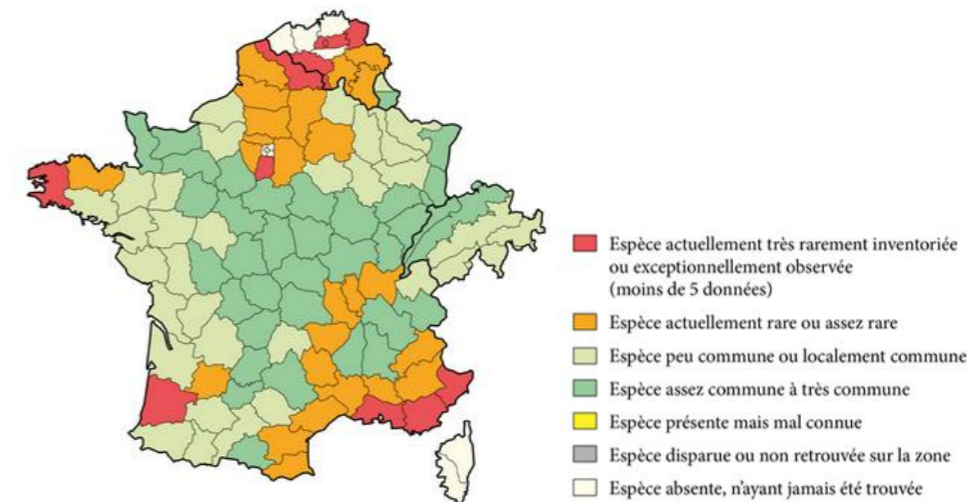 Espèce actuellement très rarement inventoriée
ou exceptionnellement observée
(moins de 5 données)
Espèce actuellement rare ou assez rare
Espèce peu commune ou localement commune
Espèce assez commune à très commune
Espèce présente mais mal connue
Espèce disparue ou non retrouvée sur la zone
Espèce absente, n'ayant jamais été trouvée